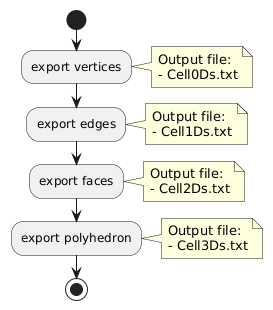 export vertices
Output file:
- Cell0Ds.txt
export edges
Output file:
- Cell1Ds.txt
export faces
Output file:
- Cell2Ds.txt
export polyhedron
Output file:
- Cell3Ds.txt